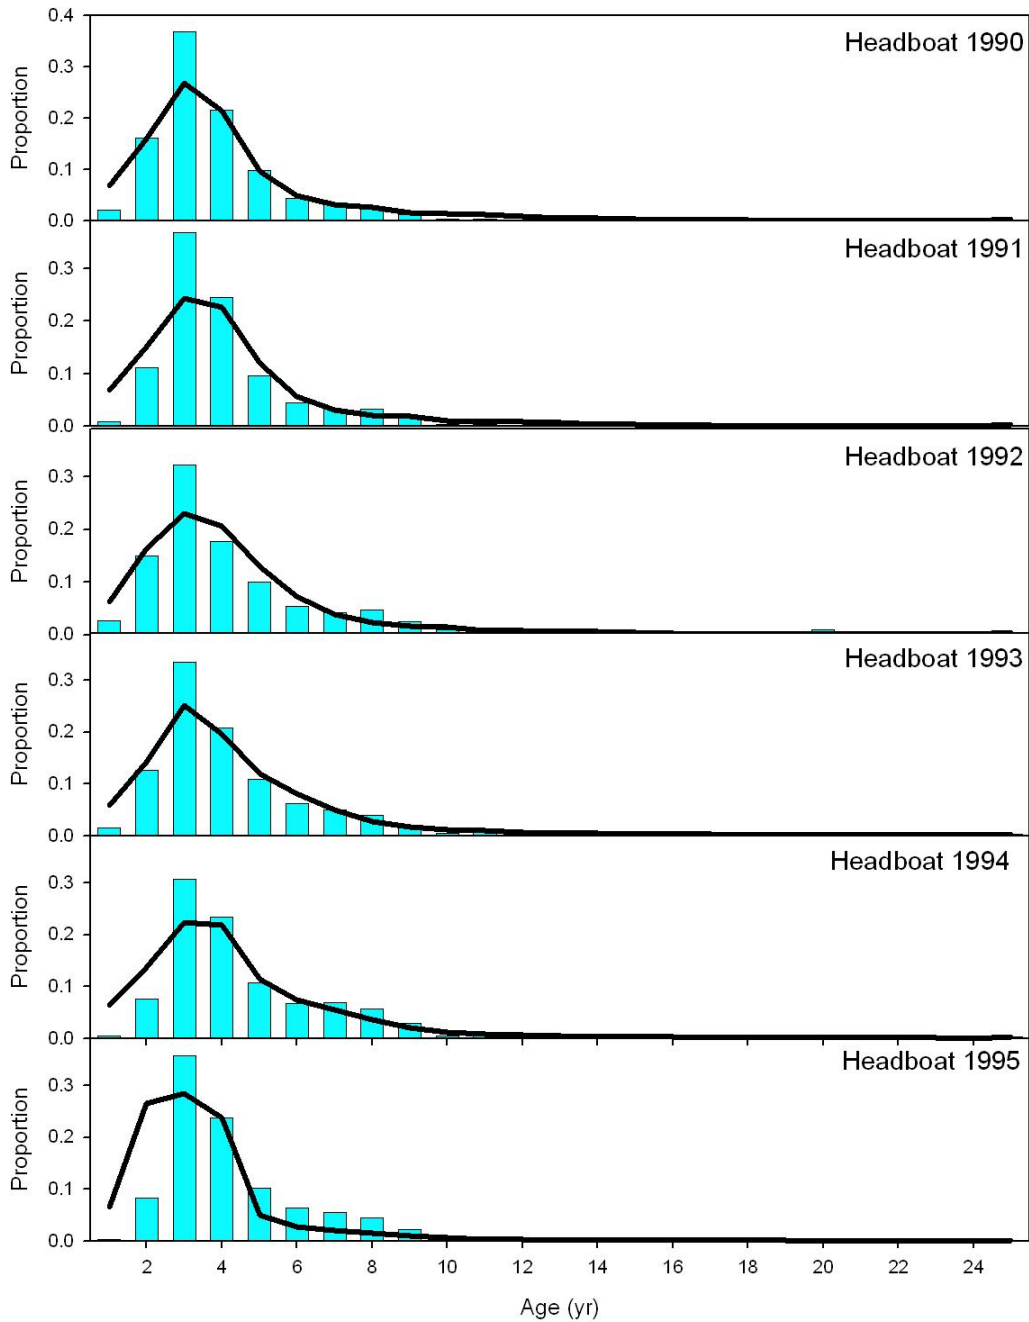 0.4
Headboat 1990
0.3
0.2
0.1
0.0
Proportion
Headboat 1991
0.3
0.2
0.1
0.0
Proportion
Headboat 1992
0.3
0.2
0.1
0.0
Proportion
Headboat 1993
0.3
0.2
0.1
0.0
Proportion
Headboat 1994
0.3
0.2
0.1
0.0
Proportion
Headboat 1995
0.3
0.2
0.1
0.0
Proportion
2 4 6 8 10 12 14 16 18 20 22 24
Age (yr)